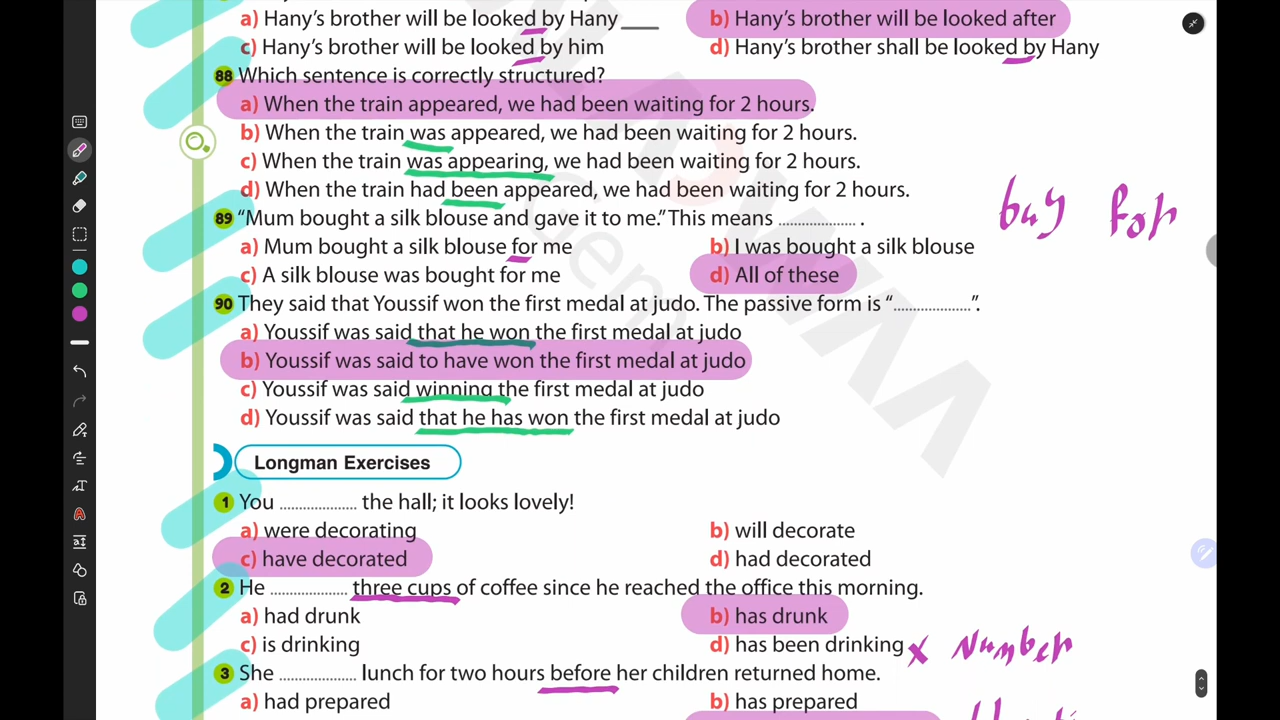 a) Hany's brother will be looked by Hany
b) Hany's brother will be looked after
c) Hany's brother will be looked by him
d) Hany's brother shall be looked by Hany
88 Which sentence is correctly structured?
a) When the train appeared, we had been waiting for 2 hours.
b) When the train was appeared, we had been waiting for 2 hours.
c) When the train was appearing, we had been waiting for 2 hours.
d) When the train had been appeared, we had been waiting for 2 hours.
buy for
89 "Mum bought a silk blouse and gave it to me." This means .................... .
a) Mum bought a silk blouse for me
b) I was bought a silk blouse
c) A silk blouse was bought for me
d) All of these
90 They said that Youssif won the first medal at judo. The passive form is "....................".
a) Youssif was said that he won the first medal at judo
b) Youssif was said to have won the first medal at judo
c) Youssif was said winning the first medal at judo
d) Youssif was said that he has won the first medal at judo
Longman Exercises
1 You .................... the hall; it looks lovely!
a) were decorating
b) will decorate
c) have decorated
d) had decorated
2 He .................... three cups of coffee since he reached the office this morning.
a) had drunk
b) has drunk
c) is drinking
d) has been drinking x Number
3 She .................... lunch for two hours before her children returned home.
a) had prepared
b) has prepared